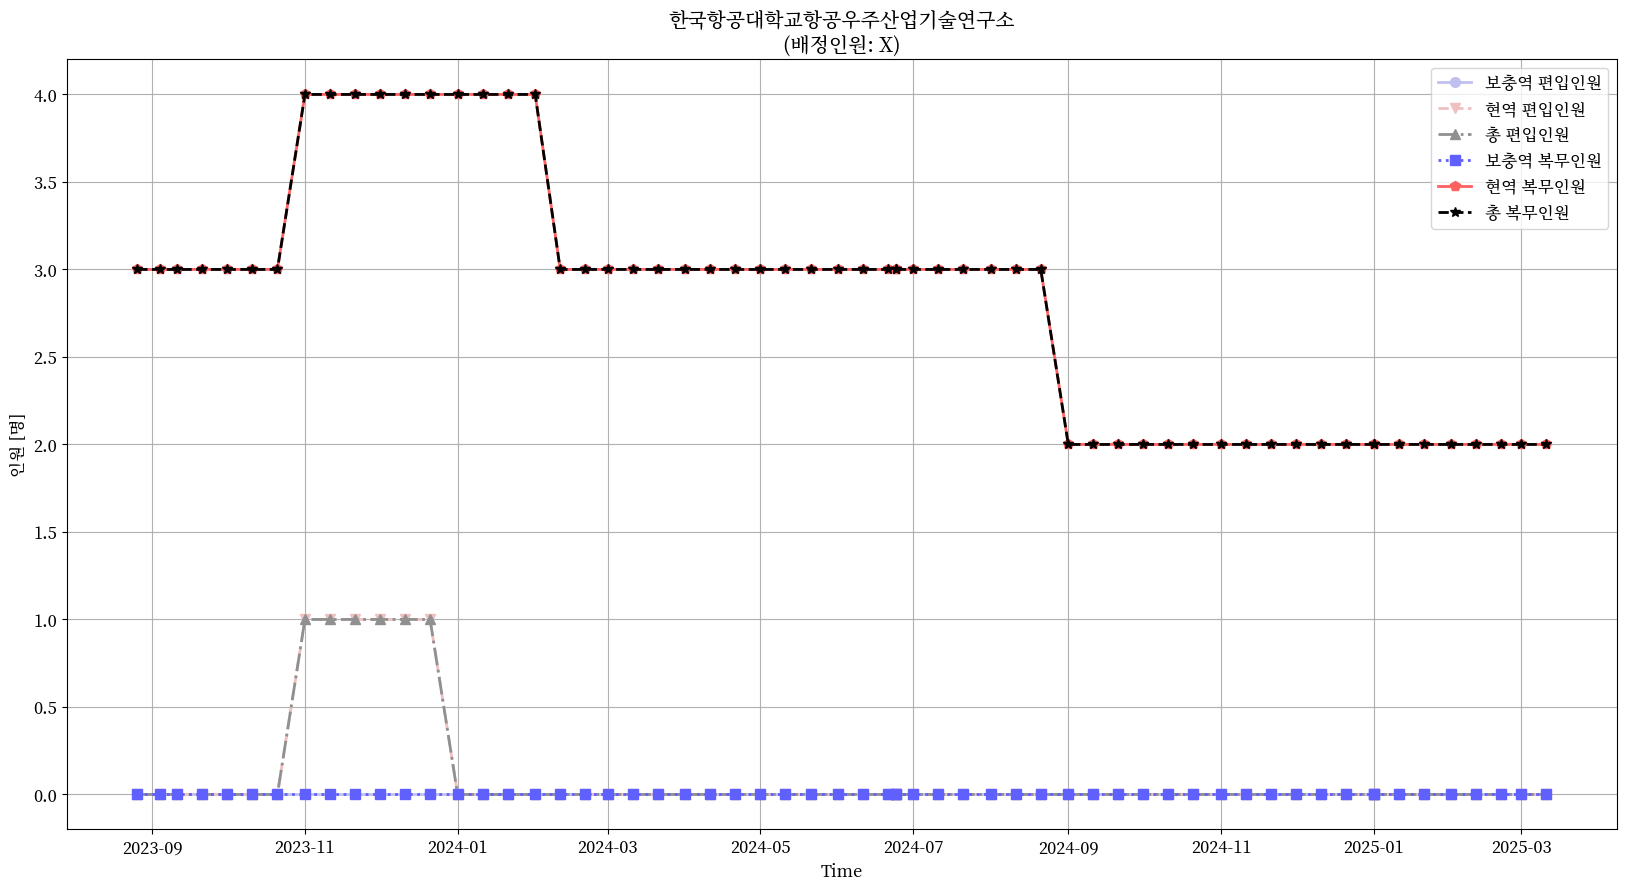 한국항공대학교항공우주산업기술연구소
(배정인원: X)
보충역 편입인원
현역 편입인원
총 편입인원
보충역 복무인원
현역 복무인원
총 복무인원
인원 [명]
4.0
3.5
3.0
2.5
2.0
1.5
1.0
0.5
0.0
2023-09 2023-11 2024-01 2024-03 2024-05 2024-07 2024-09 2024-11 2025-01 2025-03
Time